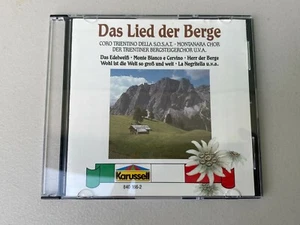 Das Lied der Berge
CORO TRENTINO DELLA S.O.S.A.T. · MONTANARA CHOR
DER TRIENTINER BERGSTEIGERCHOR U.V.A.
Das Edelweiß · Monte Bianco e Cervino · Herr der Berge
Wohl ist die Welt so groß und weit · La Negritella u.v.a.
Karussell